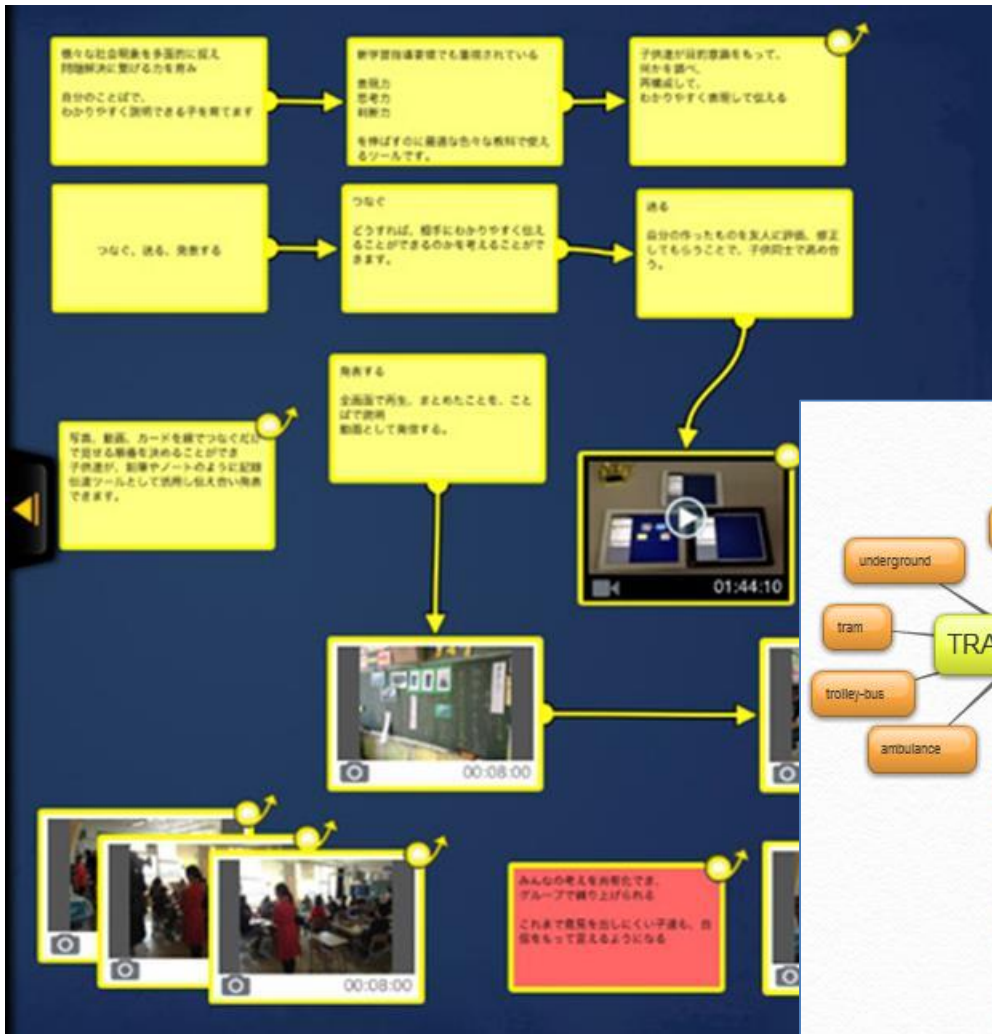 様々な社会現象を多面的に捉え
問題解決に繋げる力を育み
自分のことばで、
わかりやすく説明できる子を育てます
新学習指導要領でも重視されている
表現力
思考力
判断力
を伸ばすのに最適な色々な教科で使え
るツールです。
子供達が目的意識をもって、
何かを調べ、
再構成して、
わかりやすく表現して伝える
つなぐ、送る、発表する
つなぐ
どうすれば、相手にわかりやすく伝え
ることができるのかを考えることがで
きます。
送る
自分の作ったものを友人に評価、修正
してもらうことで、子供同士で高め合
う。
発表する
全画面で再生、まとめたことを、こと
ばで説明
動画として発信する。
写真、動画、カードを線でつなぐだけ
で見せる順番を決めることができ
子供達が、鉛筆やノートのように記録
伝達ツールとして活用し伝え合い発表
できます。
01:44:10
00:08:00
00:08:00
みんなの考えを共有化でき、
グループで練り上げられる
これまで意見を出しにくい子達も、自
信をもって言えるようになる
underground
tram
TRA
trolley-bus
ambulance